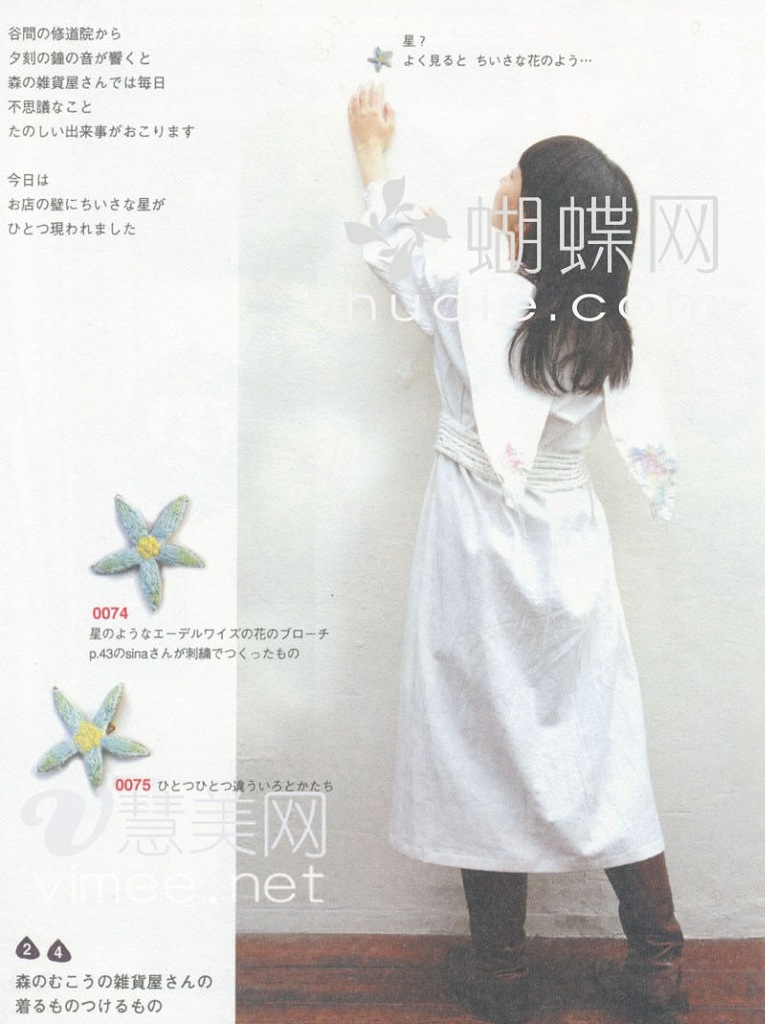 谷間の修道院から
夕刻の鐘の音が響くと
森の雑貨屋さんでは毎日
不思議なこと
たのしい出来事がおこります
今日は
お店の壁にちいさな星が
ひとつ現われました
星？
よく見ると ちいさな花のよう…
蝴蝶网
hudie.co
0074
星のようなエーデルワイズの花のブローチ
p.43のsinaさんが刺繍でつくったもの
0075 ひとつひとつ違ういろとかたち
慧美网
vimee.net
2 4
森のむこうの雑貨屋さんの
着るものつけるもの